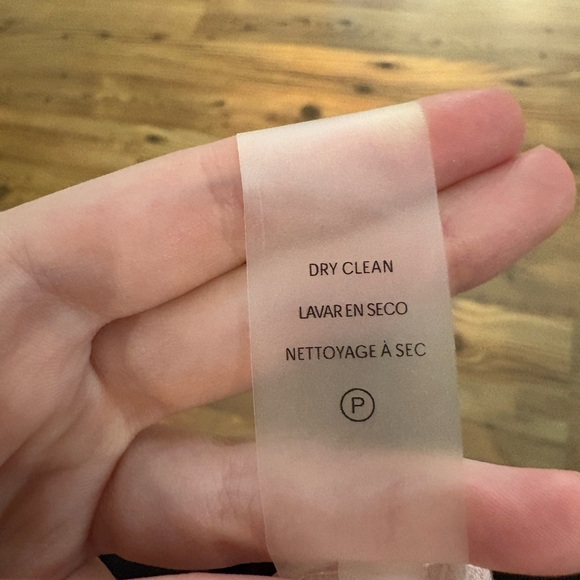 DRY CLEAN
LAVAR EN SECO
NETTOYAGE À SEC
P